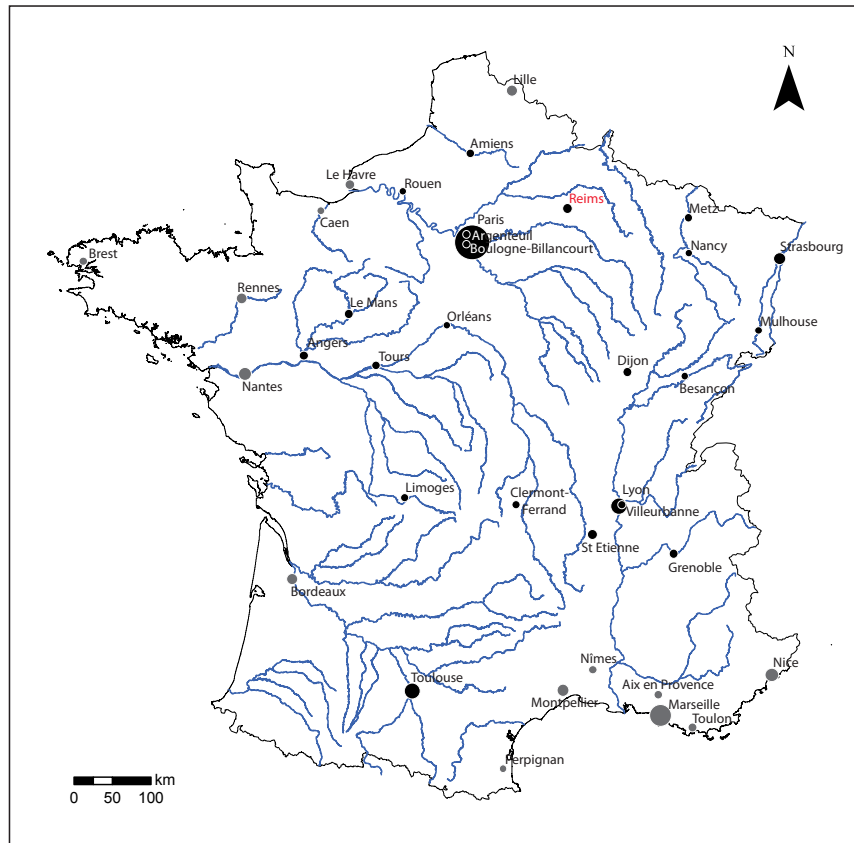 N
Lille
Amiens
Le Havre
Rouen
Reims
Caen
Paris
Metz
Argenteuil
Boulogne-Billancourt
Nancy
Strasbourg
Brest
Rennes
Le Mans
Orléans
Mulhouse
Angers
Tours
Dijon
Nantes
Besançon
Limoges
Clermont-
Ferrand
Lyon
Villeurbanne
St Etienne
Grenoble
Bordeaux
Nîmes
Nice
Toulouse
Aix en Provence
Montpellier
Marseille
Toulon
Perpignan
km
0 50 100